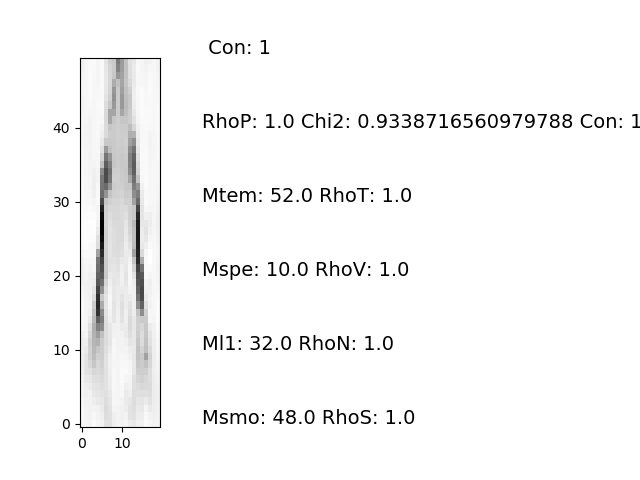 Con: 1
RhoP: 1.0 Chi2: 0.9338716560979788 Con: 1
Mtem: 52.0 RhoT: 1.0
Mspe: 10.0 RhoV: 1.0
Ml1: 32.0 RhoN: 1.0
Msmo: 48.0 RhoS: 1.0
40
30
20
10
0
0 10